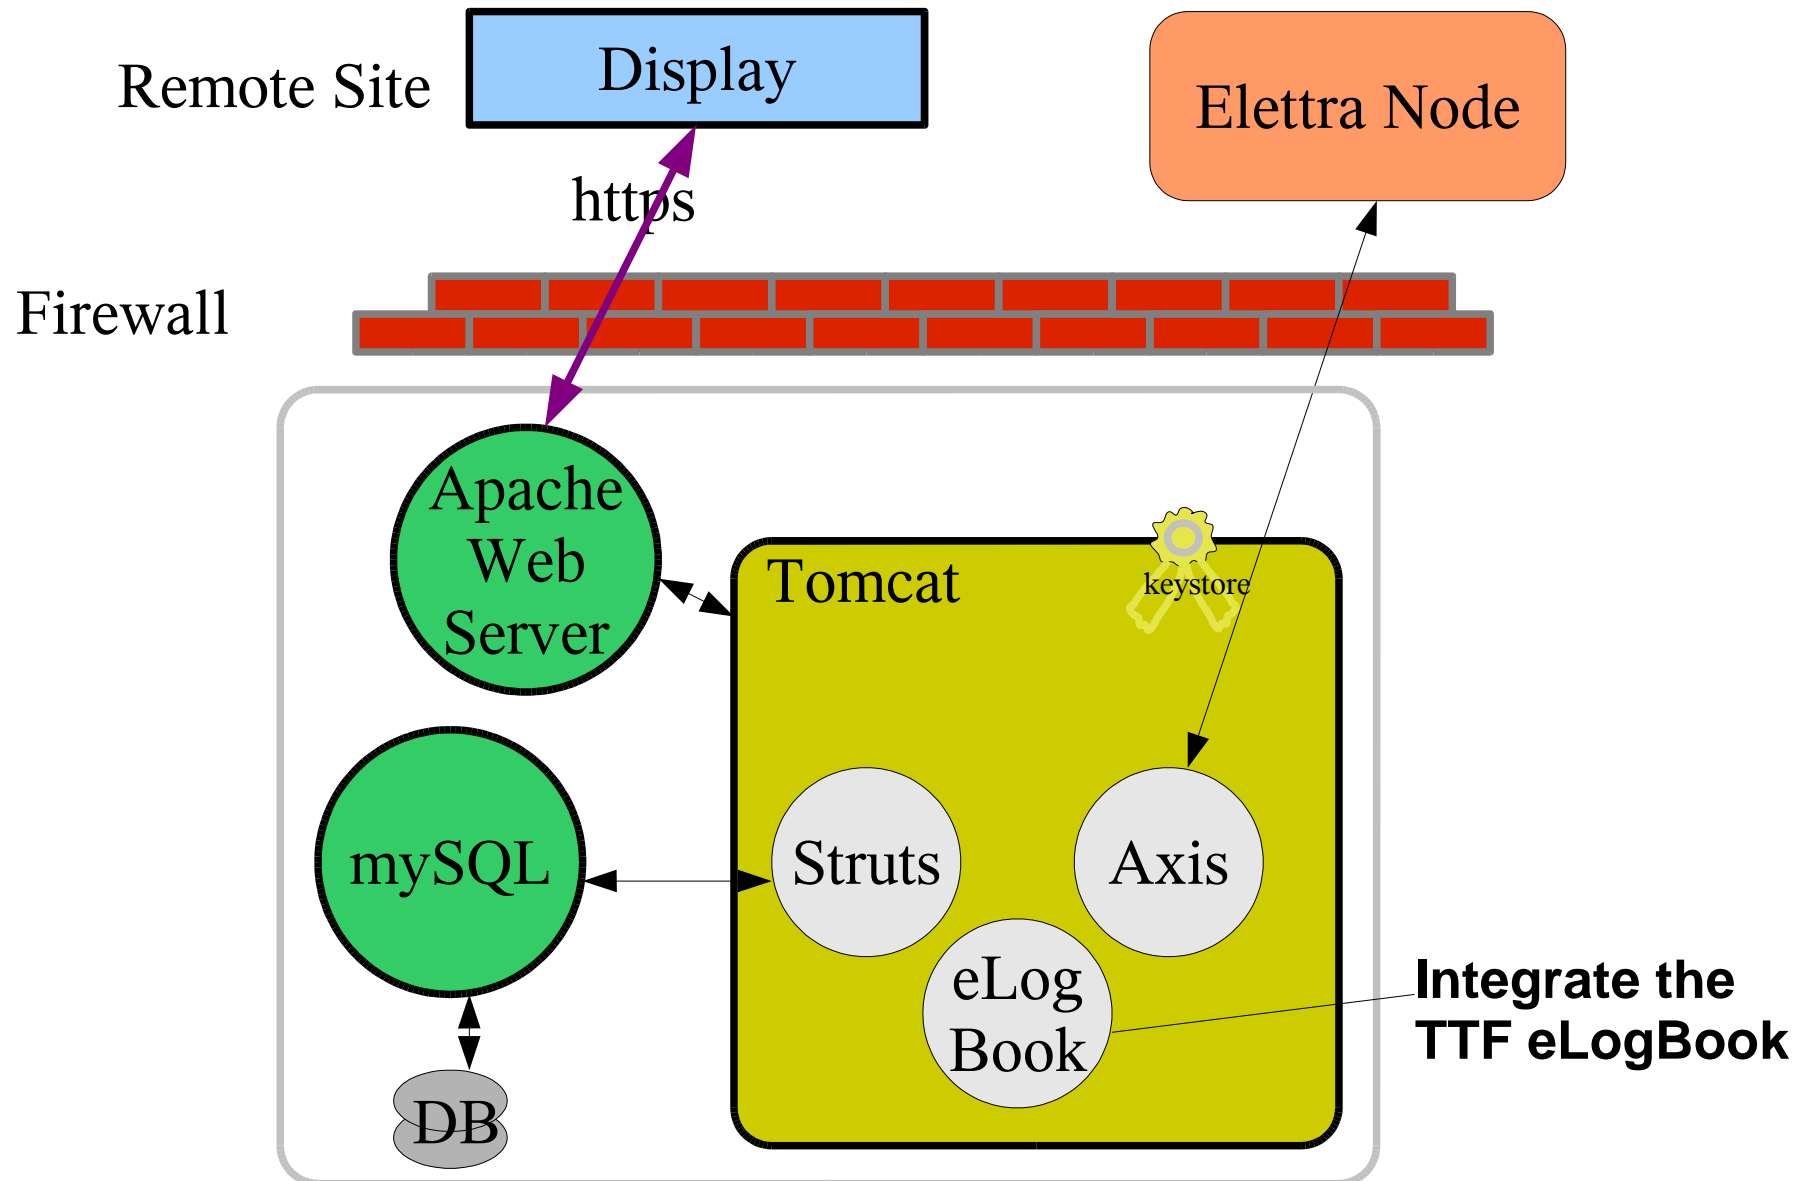 Remote Site
Display
Elettra Node
https
Firewall
Apache
Web
Server
Tomcat
keystore
mySQL
Struts
Axis
eLog
Book
Integrate the
TTF eLogBook
DB